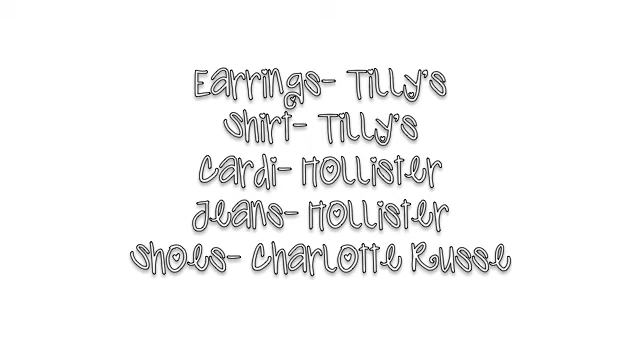 Earrings- Tilly's
Shirt- Tilly's
Cardi- Hollister
Jeans- Hollister
Shoes- Charlotte Russe